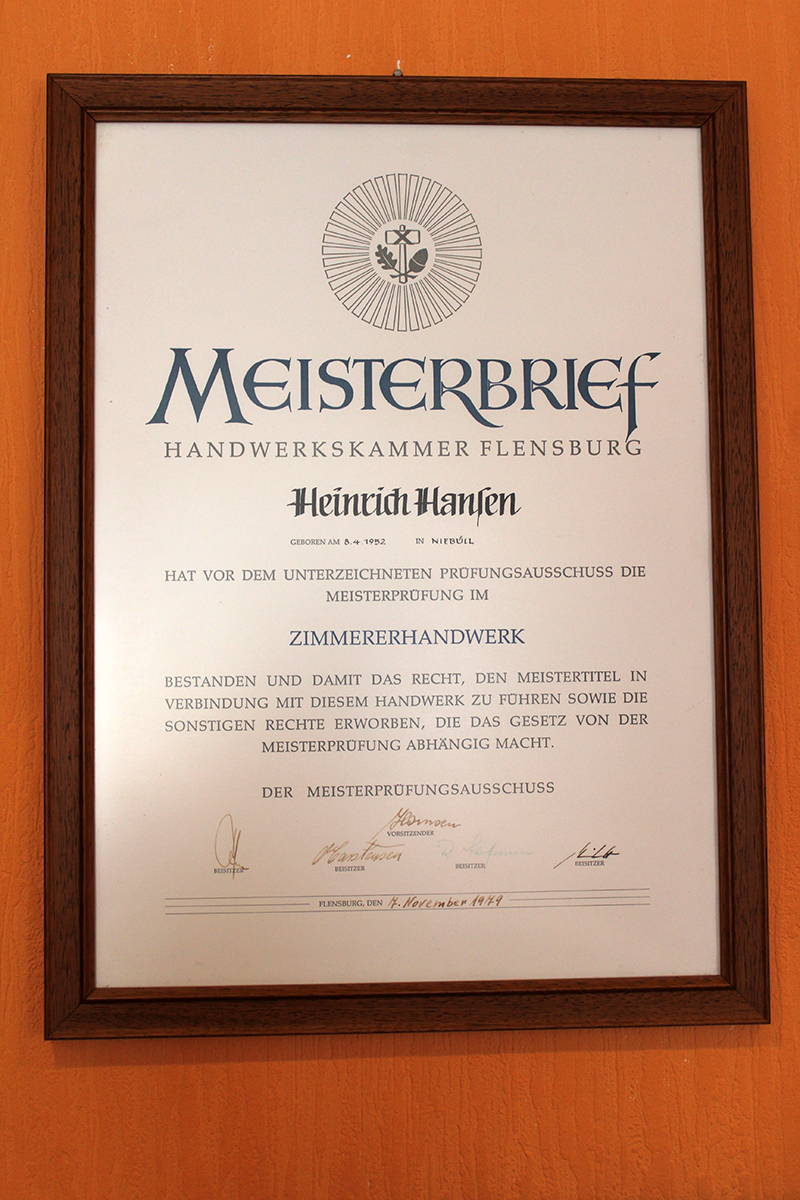 MEISTERBRIEF
HANDWERKSKAMMER FLENSBURG
Heinrich Hansen
GEBOREN AM 8.4.1952 IN NIEBÜLL
HAT VOR DEM UNTERZEICHNETEN PRÜFUNGSAUSSCHUSS DIE
MEISTERPRÜFUNG IM
ZIMMERERHANDWERK
BESTANDEN UND DAMIT DAS RECHT, DEN MEISTERTITEL IN
VERBINDUNG MIT DIESEM HANDWERK ZU FÜHREN SOWIE DIE
SONSTIGEN RECHTE ERWORBEN, DIE DAS GESETZ VON DER
MEISTERPRÜFUNG ABHÄNGIG MACHT.
DER MEISTERPRÜFUNGSAUSSCHUSS
VORSITZENDER
BEISITZER BEISITZER BEISITZER BEISITZER
FLENSBURG, DEN 7. November 1979